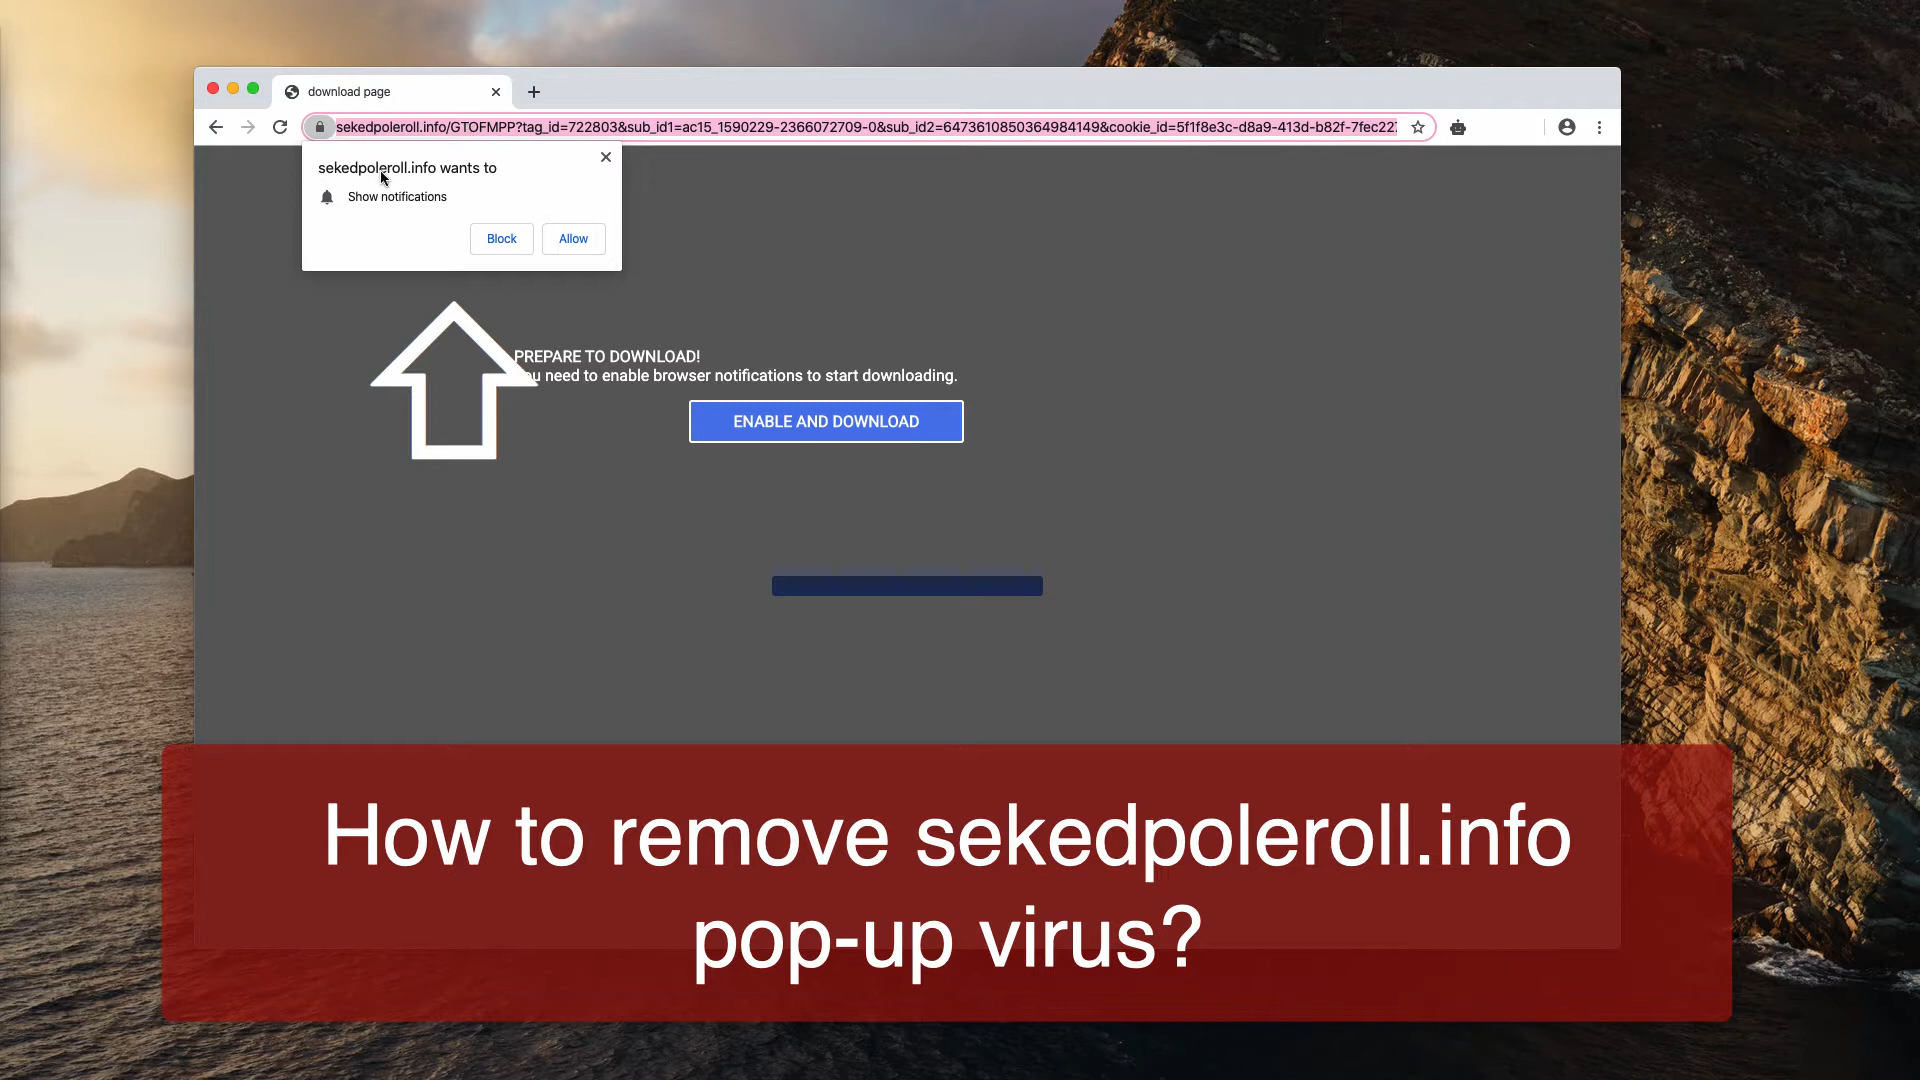 download page
sekedpoleroll.info/GTOFMPP?tag_id=722803&sub_id1=ac15_1590229-2366072709-0&sub_id2=6473610850364984149&cookie_id=5f1f8e3c-d8a9-413d-b82f-7fec22
sekedpoleroll.info wants to
Show notifications
Block Allow
PREPARE TO DOWNLOAD!
need to enable browser notifications to start downloading.
ENABLE AND DOWNLOAD
How to remove sekedpoleroll.info
pop-up virus?